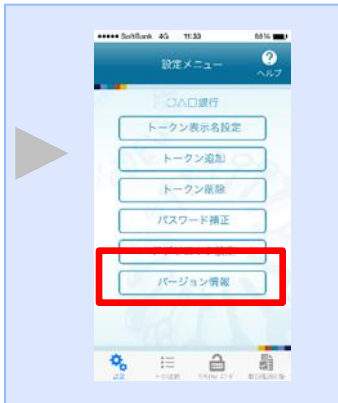 SoftBank 4G 11:33 68%
設定メニュー
ヘルプ
〇△□銀行
トークン表示名設定
トークン追加
トークン削除
パスワード補正
バージョン情報
設定